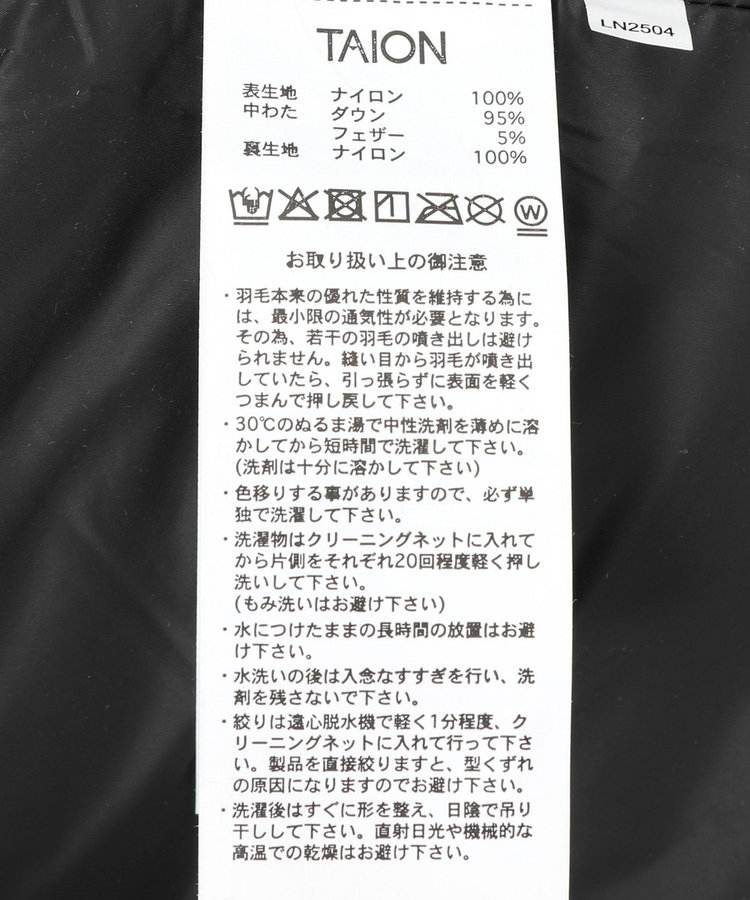 LN2504
TAION
表生地 ナイロン 100%
中わた ダウン 95%
フェザー 5%
裏生地 ナイロン 100%
W
お取り扱い上の御注意
・羽毛本来の優れた性質を維持する為に
は、最小限の通気性が必要となります。
その為、若干の羽毛の噴き出しは避け
られません。縫い目から羽毛が噴き出
していたら、引っ張らずに表面を軽く
つまんで押し戻して下さい。
・30℃のぬるま湯で中性洗剤を薄めに溶
かしてから短時間で洗濯して下さい。
(洗剤は十分に溶かして下さい)
・色移りする事がありますので、必ず単
独で洗濯して下さい。
・洗濯物はクリーニングネットに入れて
から片側をそれぞれ20回程度軽く押し
洗いして下さい。
(もみ洗いはお避け下さい)
・水につけたままの長時間の放置はお避
け下さい。
・水洗いの後は入念なすすぎを行い、洗
剤を残さないで下さい。
・絞りは遠心脱水機で軽く1分程度、ク
リーニングネットに入れて行って下さ
い。製品を直接絞りますと、型くずれ
の原因になりますのでお避け下さい。
・洗濯後はすぐに形を整え、日陰で吊り
干しして下さい。直射日光や機械的な
高温での乾燥はお避け下さい。